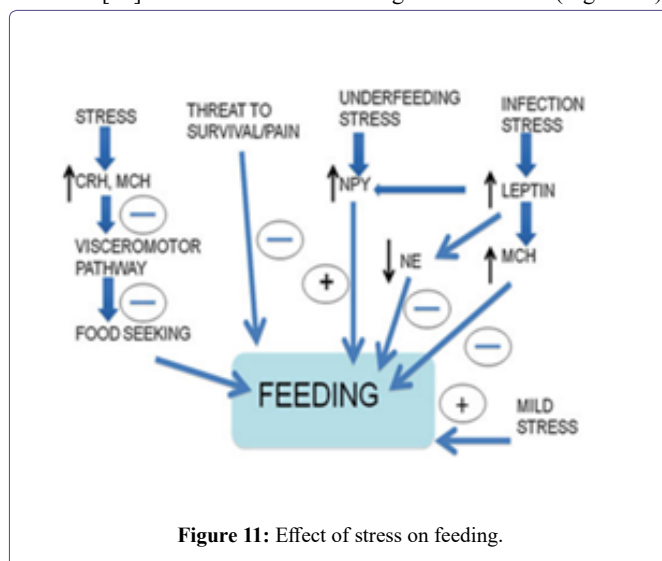 STRESS
CRH, MCH
VISCEROMOTOR
PATHWAY
FOOD SEEKING
THREAT TO
SURVIVAL/PAIN
UNDERFEEDING
STRESS
NPY
INFECTION
STRESS
LEPTIN
NE
MCH
+
FEEDING
+
MILD
STRESS
Figure 11: Effect of stress on feeding.